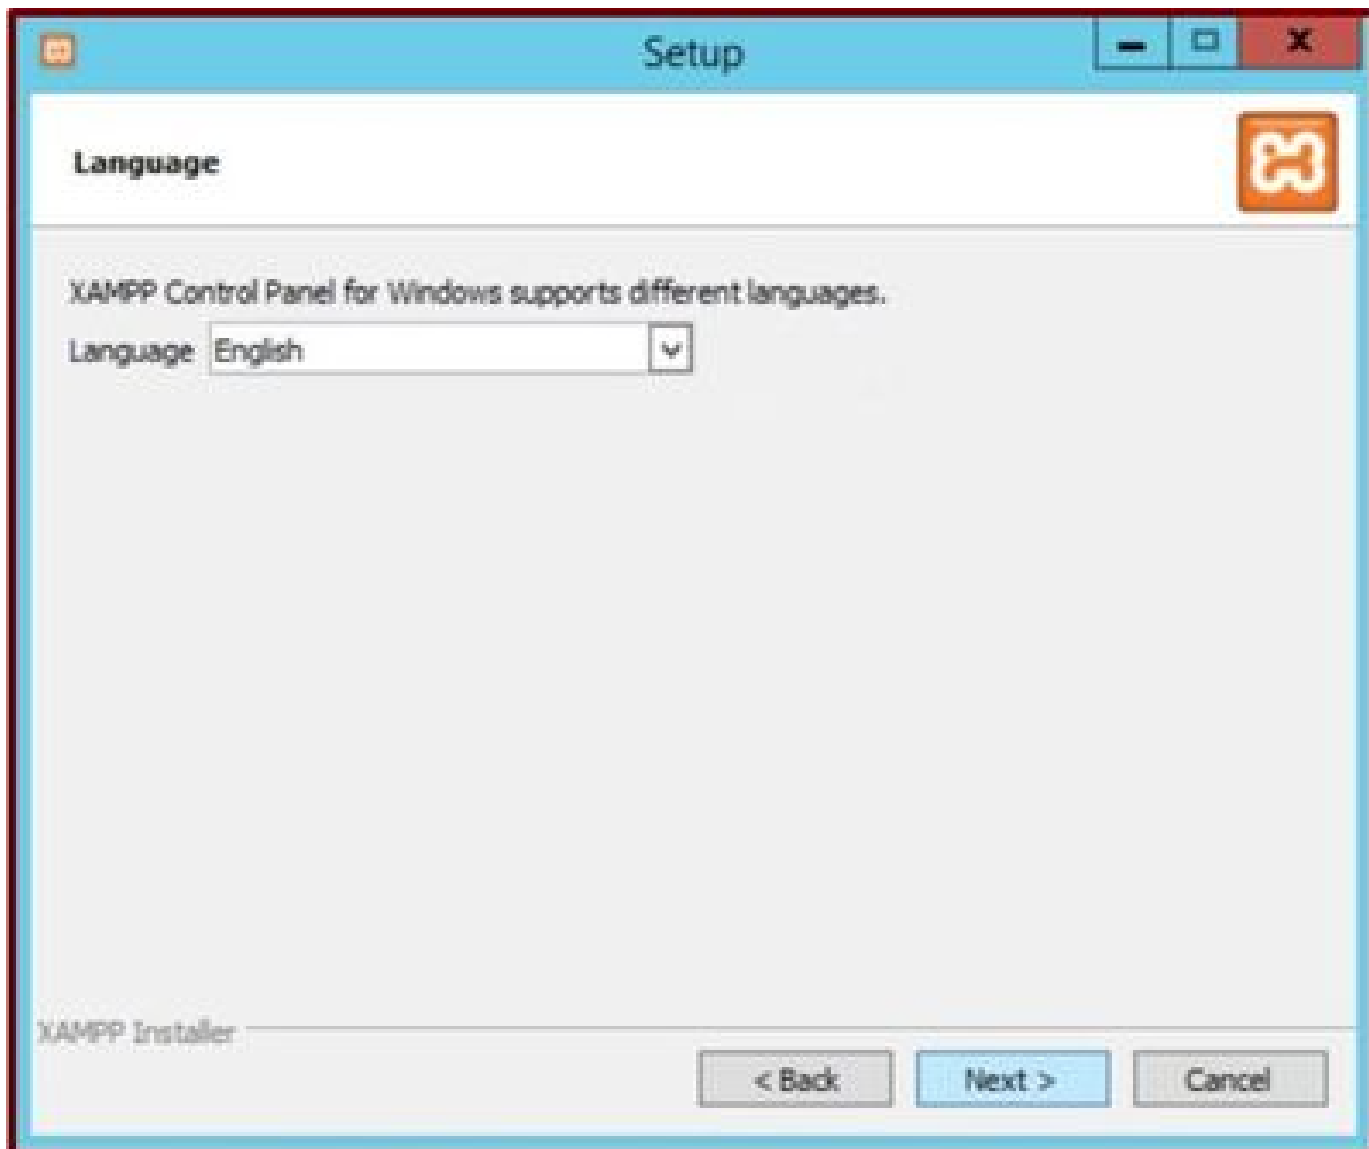 Setup
Language
XAMPP Control Panel for Windows supports different languages.
Language English
XAMPP Installer
< Back Next > Cancel